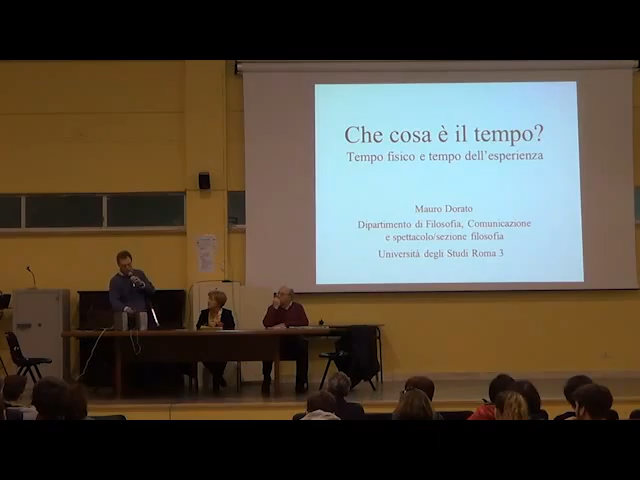 Che cosa è il tempo?
Tempo fisico e tempo dell'esperienza
Mauro Dorato
Dipartimento di Filosofia, Comunicazione
e spettacolo/sezione filosofia
Università degli Studi Roma 3